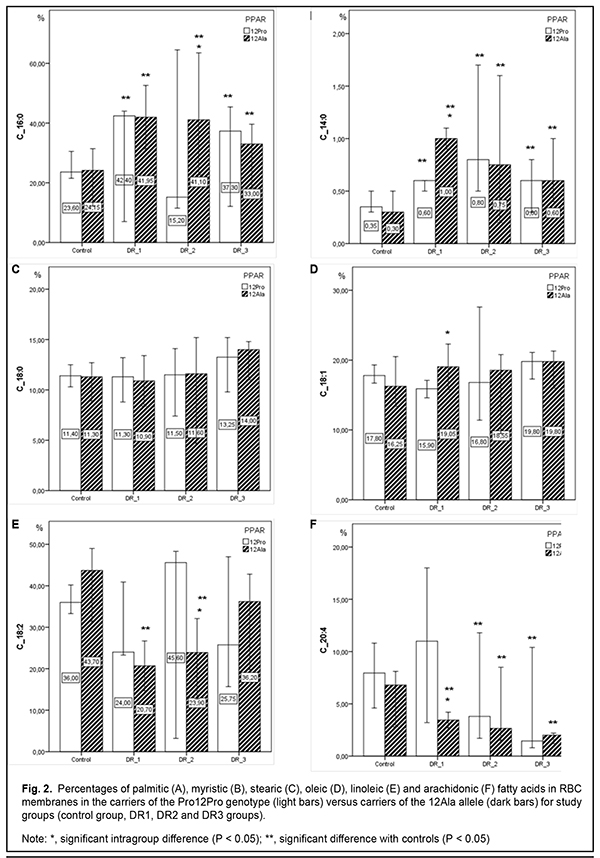 %
PPAR
12Pro
12Ala
C_16:0
60,00
40,00
20,00
0,00
** **
**
*
** **
23,60
42,40
41,95
15,20
41,10
37,30
33,00
Control DR_1 DR_2 DR_3
%
PPAR
12Pro
12Ala
C_14:0
2,00
1,50
1,00
0,50
0,00
**
**
*
** **
** **
0,35
0,30
0,60
1,00
0,80
0,75
0,60
0,60
Control DR_1 DR_2 DR_3
C
%
PPAR
12Pro
12Ala
C_18:0
20,00
15,00
10,00
5,00
0,00
11,40
11,30
11,30
10,90
11,50
11,60
13,25
14,00
Control DR_1 DR_2 DR_3
D
%
PPAR
12Pro
12Ala
C_18:1
30,00
20,00
10,00
0,00
*
17,80
16,25
15,90
16,80
19,80
19,80
Control DR_1 DR_2 DR_3
E
%
PPAR
12Pro
12Ala
C_18:2
50,00
40,00
30,00
20,00
10,00
0,00
**
**
*
36,00
43,70
24,00
20,70
45,60
25,75
36,20
Control DR_1 DR_2 DR_3
F
%
PPA
12F
C_20:4
20,00
15,00
10,00
5,00
0,00
**
*
** **
** **
Control DR_1 DR_2 DR_3
Fig. 2. Percentages of palmitic (A), myristic (B), stearic (C), oleic (D), linoleic (E) and arachidonic (F) fatty acids in RBC
membranes in the carriers of the Pro12Pro genotype (light bars) versus carriers of the 12Ala allele (dark bars) for study
groups (control group, DR1, DR2 and DR3 groups).
Note: *, significant intragroup difference (P < 0.05); **, significant difference with controls (P < 0.05)